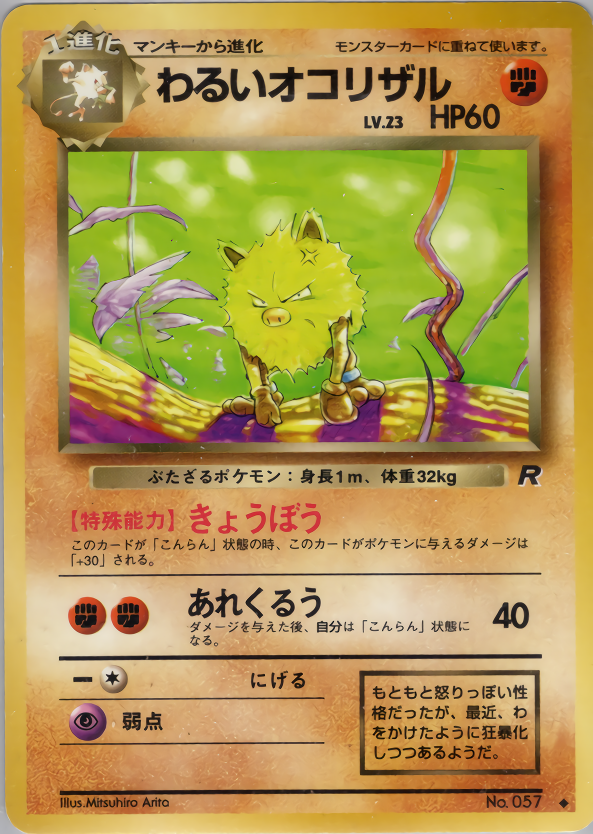 1進化 マンキーから進化 モンスターカードに重ねて使います。
わるいオコリザル
LV.23 HP60
ぶたざるポケモン：身長1m、体重32kg R
【特殊能力】きょうぼう
このカードが「こんらん」状態の時、このカードがポケモンに与えるダメージは
「+30」される。
あれくるう 40
ダメージを与えた後、自分は「こんらん」状態に
なる。
ー にげる
弱点
もともと怒りっぽい性
格だったが、最近、わ
をかけたように狂暴化
しつつあるようだ。
Illus.Mitsuhiro Arita No. 057